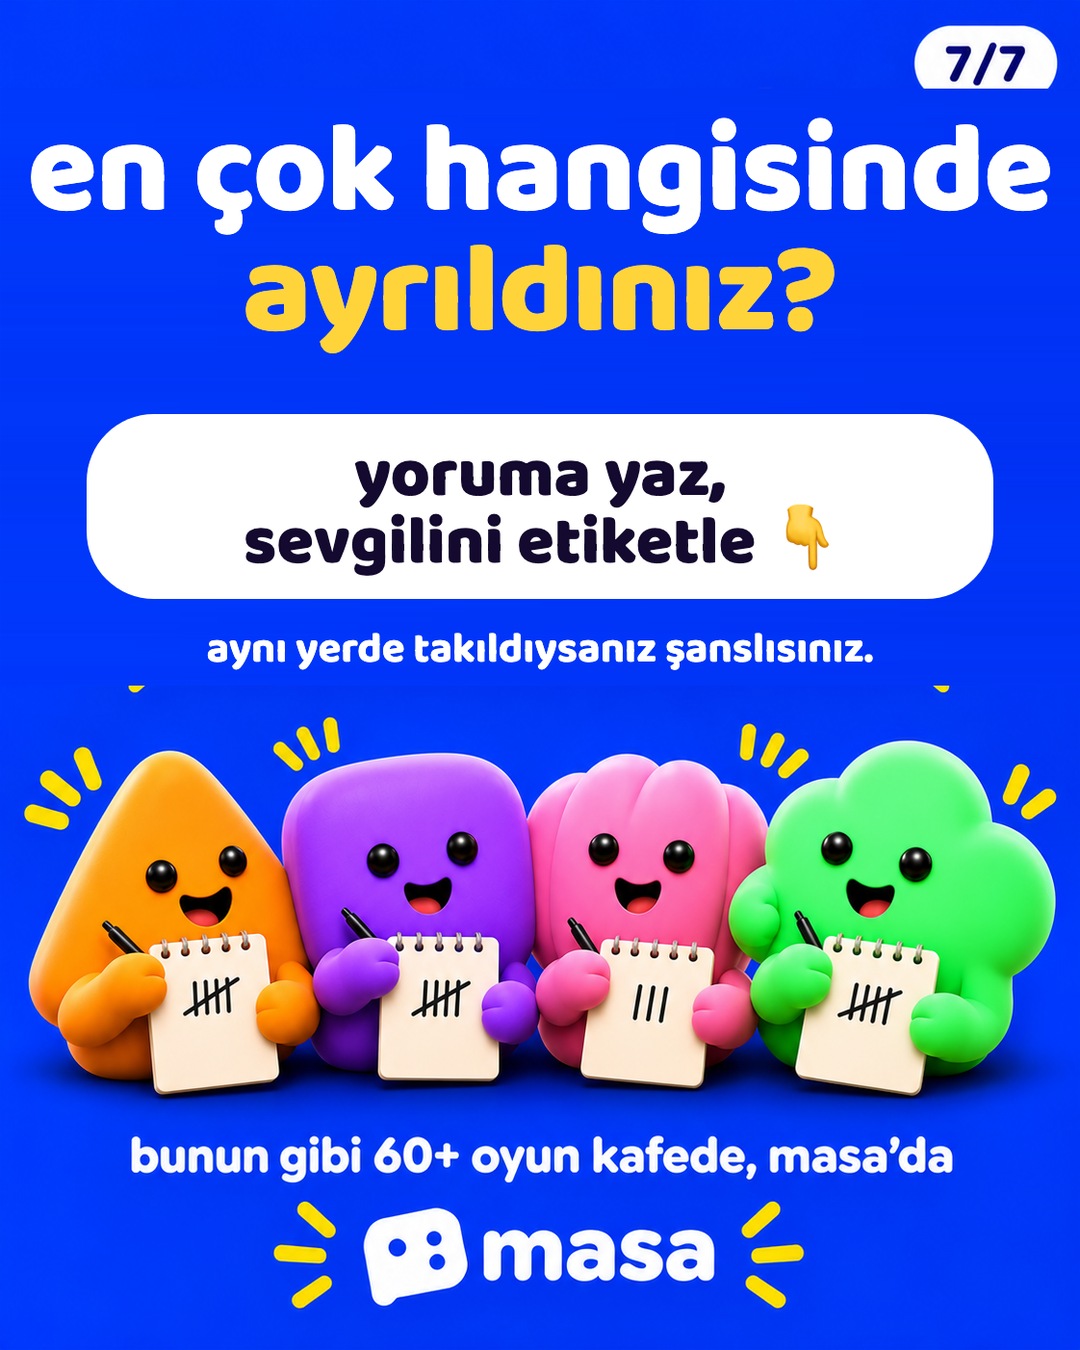 7/7
en çok hangisinde
ayrıldınız?
yoruma yaz,
sevgilini etiketle 👇
aynı yerde takıldıysanız şanslısınız.
bunun gibi 60+ oyun kafede, masa’da
masa